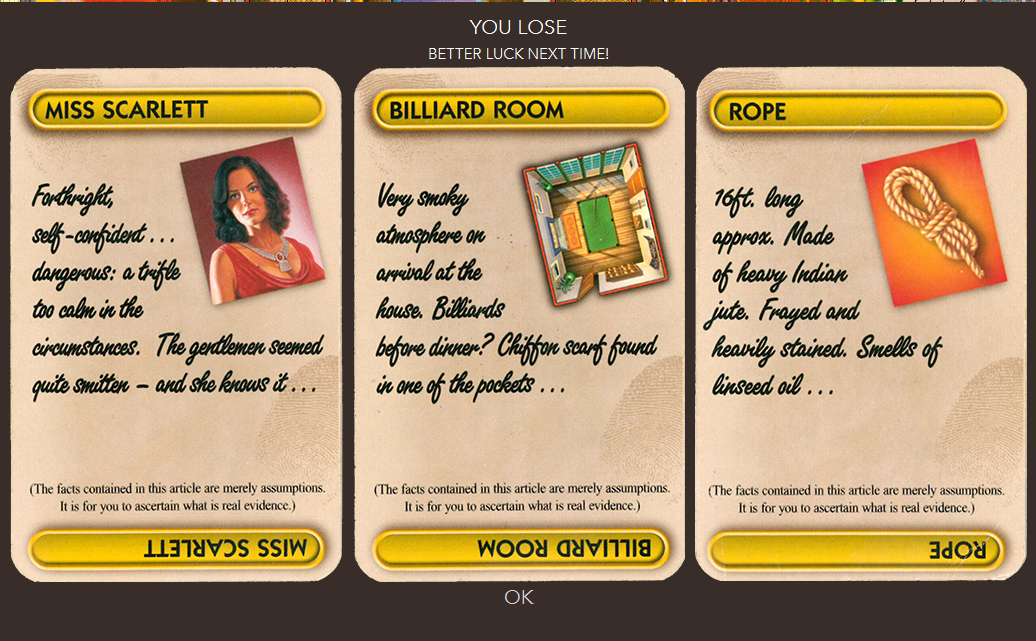 YOU LOSE
BETTER LUCK NEXT TIME!
MISS SCARLETT
Forthright,
self-confident . . .
dangerous: a trifle
too calm in the
circumstances. The gentlemen seemed
quite smitten – and she knows it . . .
(The facts contained in this article are merely assumptions.
It is for you to ascertain what is real evidence.)
MISS SCARLETT
BILLIARD ROOM
Very smoky
atmosphere on
arrival at the
house. Billiards
before dinner? Chiffon scarf found
in one of the pockets . . .
(The facts contained in this article are merely assumptions.
It is for you to ascertain what is real evidence.)
BILLIARD ROOM
ROPE
16ft. long
approx. Made
of heavy Indian
jute. Frayed and
heavily stained. Smells of
linseed oil . . .
(The facts contained in this article are merely assumptions.
It is for you to ascertain what is real evidence.)
ROPE
OK